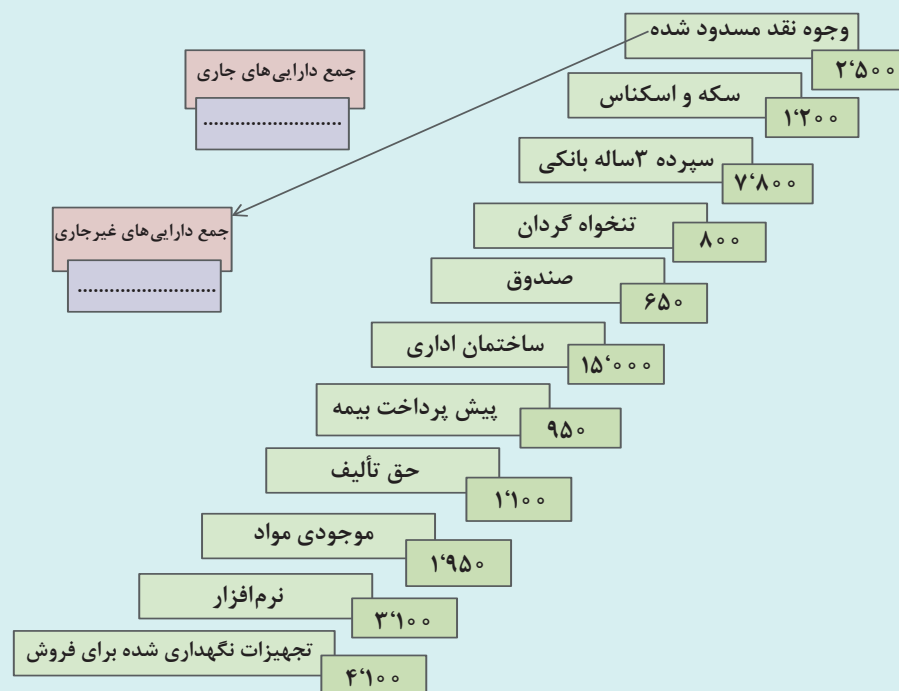 وجوه نقد مسدود شده
۲٬۵۰۰
جمع دارایی‌های جاری
..........................
سکه و اسکناس
۱٬۲۰۰
سپرده ۳ساله بانکی
۷٬۸۰۰
تنخواه گردان
۸۰۰
جمع دارایی‌های غیرجاری
..........................
صندوق
۶۵۰
ساختمان اداری
۱۵٬۰۰۰
پیش پرداخت بیمه
۹۵۰
حق تألیف
۱٬۱۰۰
موجودی مواد
۱٬۹۵۰
نرم‌افزار
۳٬۱۰۰
تجهیزات نگهداری شده برای فروش
۴٬۱۰۰